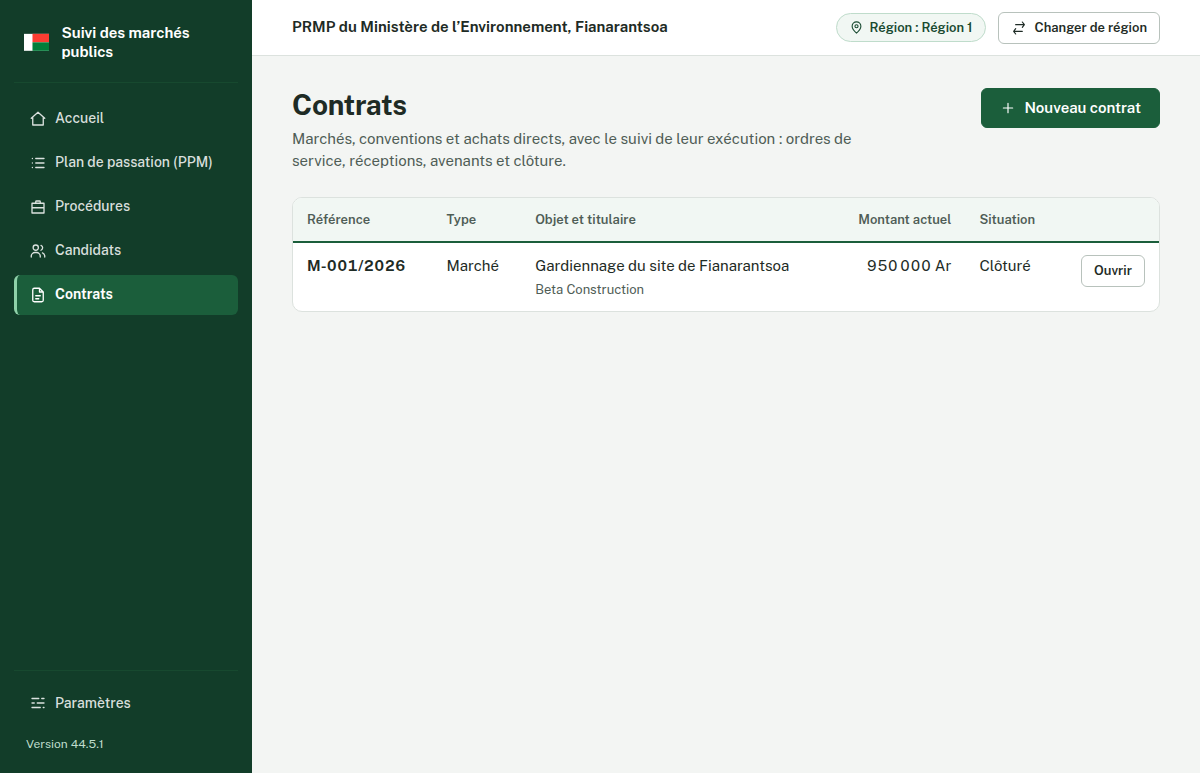 Suivi des marchés
publics
Accueil
Plan de passation (PPM)
Procédures
Candidats
Contrats
Paramètres
Version 44.5.1
PRMP du Ministère de l’Environnement, Fianarantsoa
Région : Région 1
Changer de région
Contrats
Nouveau contrat
Marchés, conventions et achats directs, avec le suivi de leur exécution : ordres de
service, réceptions, avenants et clôture.
Référence Type Objet et titulaire Montant actuel Situation
M-001/2026 Marché Gardiennage du site de Fianarantsoa 950 000 Ar Clôturé Ouvrir
Beta Construction